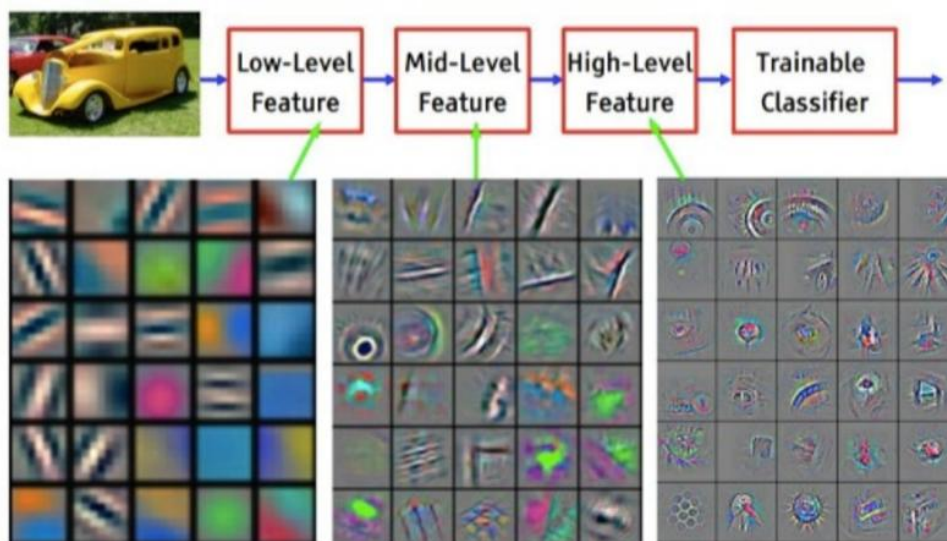 Low-Level
Feature
Mid-Level
Feature
High-Level
Feature
Trainable
Classifier